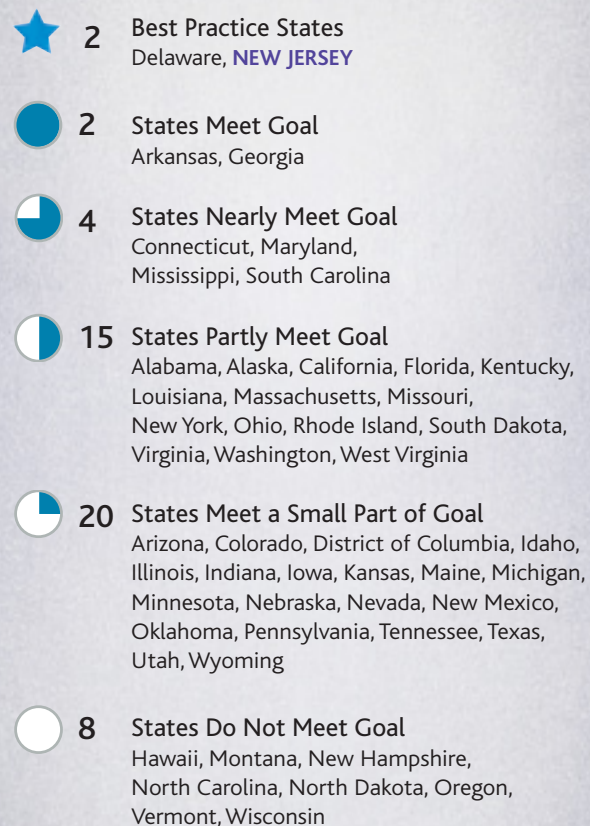 2 Best Practice States
Delaware, NEW JERSEY
2 States Meet Goal
Arkansas, Georgia
4 States Nearly Meet Goal
Connecticut, Maryland,
Mississippi, South Carolina
15 States Partly Meet Goal
Alabama, Alaska, California, Florida, Kentucky,
Louisiana, Massachusetts, Missouri,
New York, Ohio, Rhode Island, South Dakota,
Virginia, Washington, West Virginia
20 States Meet a Small Part of Goal
Arizona, Colorado, District of Columbia, Idaho,
Illinois, Indiana, Iowa, Kansas, Maine, Michigan,
Minnesota, Nebraska, Nevada, New Mexico,
Oklahoma, Pennsylvania, Tennessee, Texas,
Utah, Wyoming
8 States Do Not Meet Goal
Hawaii, Montana, New Hampshire,
North Carolina, North Dakota, Oregon,
Vermont, Wisconsin